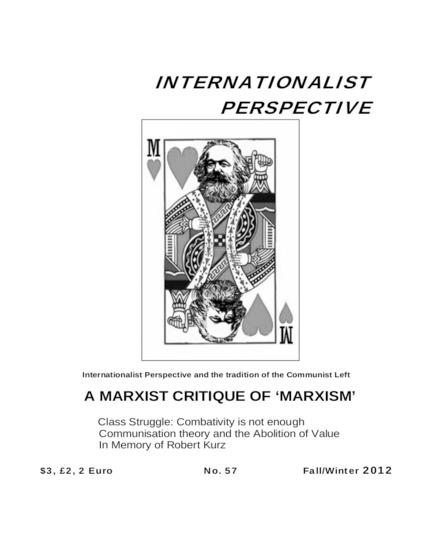 INTERNATIONALIST
PERSPECTIVE
M
M
Internationalist Perspective and the tradition of the Communist Left
A MARXIST CRITIQUE OF ‘MARXISM’
Class Struggle: Combativity is not enough
Communisation theory and the Abolition of Value
In Memory of Robert Kurz
$3, £2, 2 Euro No. 57 Fall/Winter 2012